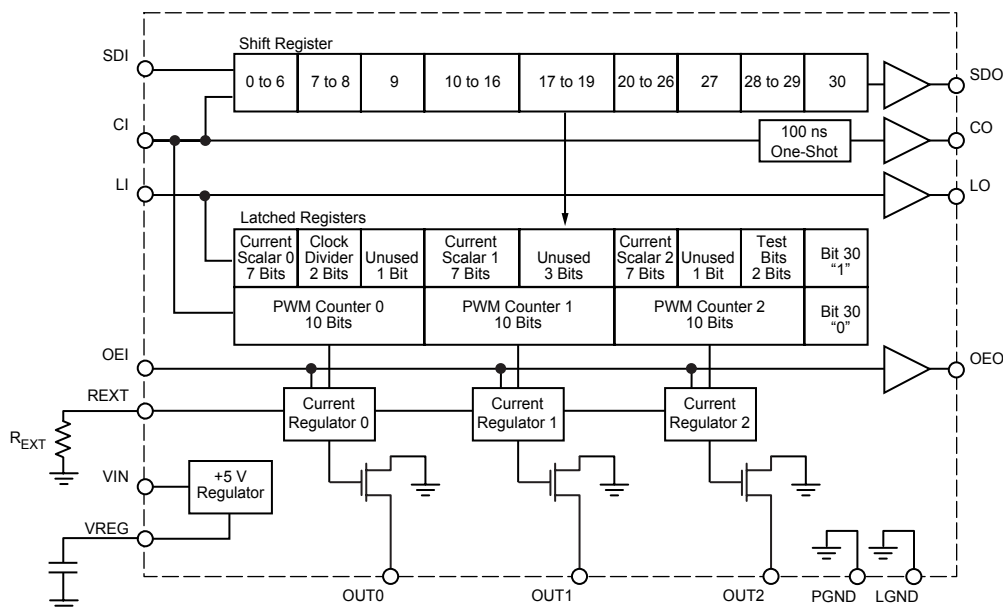 Shift Register
SDI
0 to 6
7 to 8
9
10 to 16
17 to 19
20 to 26
27
28 to 29
30
SDO
CI
100 ns
One-Shot
CO
LI
LO
Latched Registers
Current
Scalar 0
7 Bits
Clock
Divider
2 Bits
Unused
1 Bit
Current
Scalar 1
7 Bits
Unused
3 Bits
Current
Scalar 2
7 Bits
Unused
1 Bit
Test
Bits
2 Bits
Bit 30
"1"
PWM Counter 0
10 Bits
PWM Counter 1
10 Bits
PWM Counter 2
10 Bits
Bit 30
“0”
OEI
OEO
REXT
Current
Regulator 0
Current
Regulator 1
Current
Regulator 2
REXT
VIN
+5 V
Regulator
VREG
OUT0
OUT1
OUT2
PGND
LGND